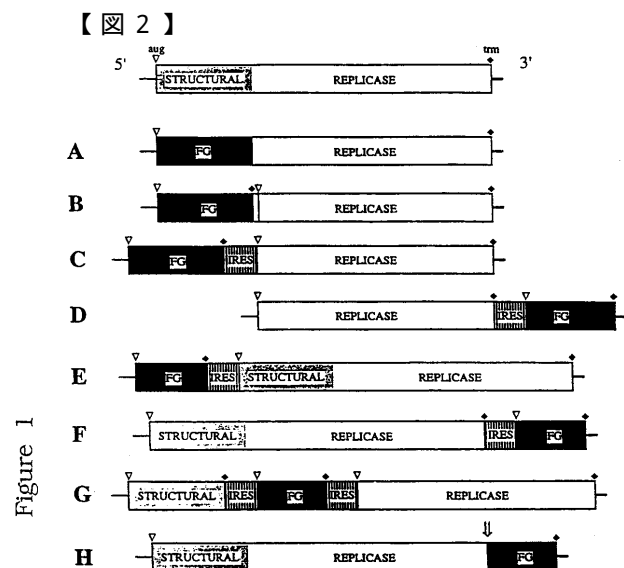 【図2】
aug trm
5' 3'
STRUCTURAL REPLICASE
A FG REPLICASE
B FG REPLICASE
C FG IRES REPLICASE
D REPLICASE IRES FG
E FG IRES STRUCTURAL REPLICASE
F STRUCTURAL REPLICASE IRES FG
G STRUCTURAL IRES FG IRES REPLICASE
H STRUCTURAL REPLICASE FG
Figure 1